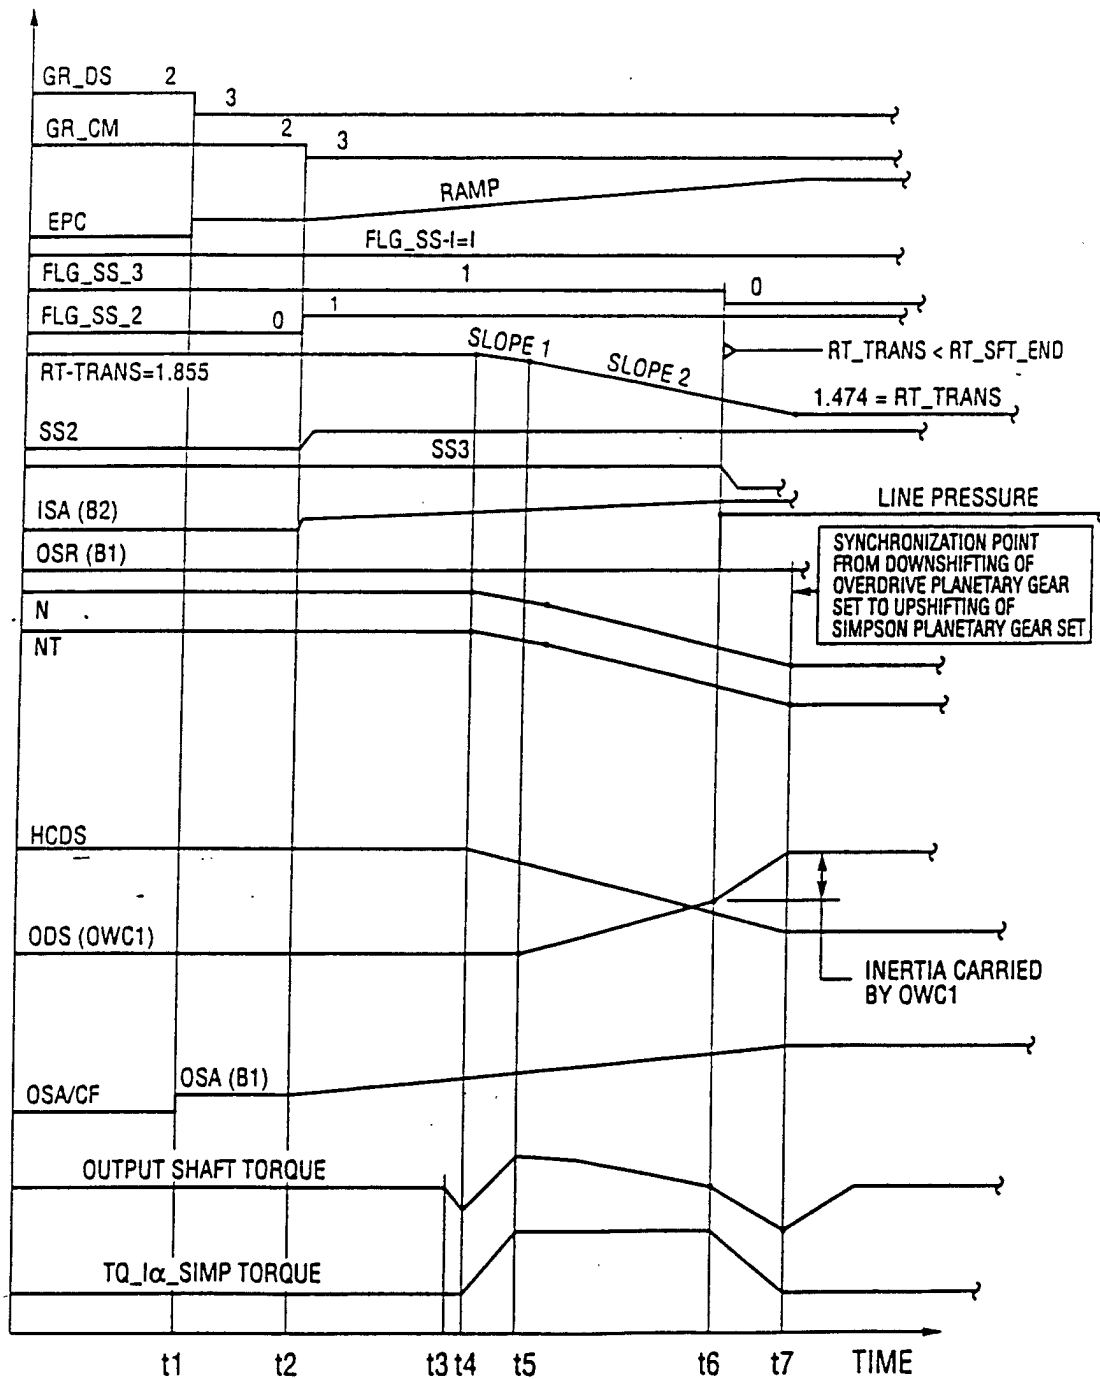 GR_DS 2
3
GR_CM 2
3
RAMP
EPC
FLG_SS-I=I
FLG_SS_3 1
0
FLG_SS_2 0
1
SLOPE 1
SLOPE 2
RT_TRANS < RT_SFT_END
RT-TRANS=1.855
1.474 = RT_TRANS
SS2
SS3
ISA (B2)
LINE PRESSURE
OSR (B1)
SYNCHRONIZATION POINT
FROM DOWNSHIFTING OF
OVERDRIVE PLANETARY GEAR
SET TO UPSHIFTING OF
SIMPSON PLANETARY GEAR SET
N
NT
HCDS
ODS (OWC1)
INERTIA CARRIED
BY OWC1
OSA (B1)
OSA/CF
OUTPUT SHAFT TORQUE
TQ_Iα_SIMP TORQUE
t1 t2 t3 t4 t5 t6 t7 TIME